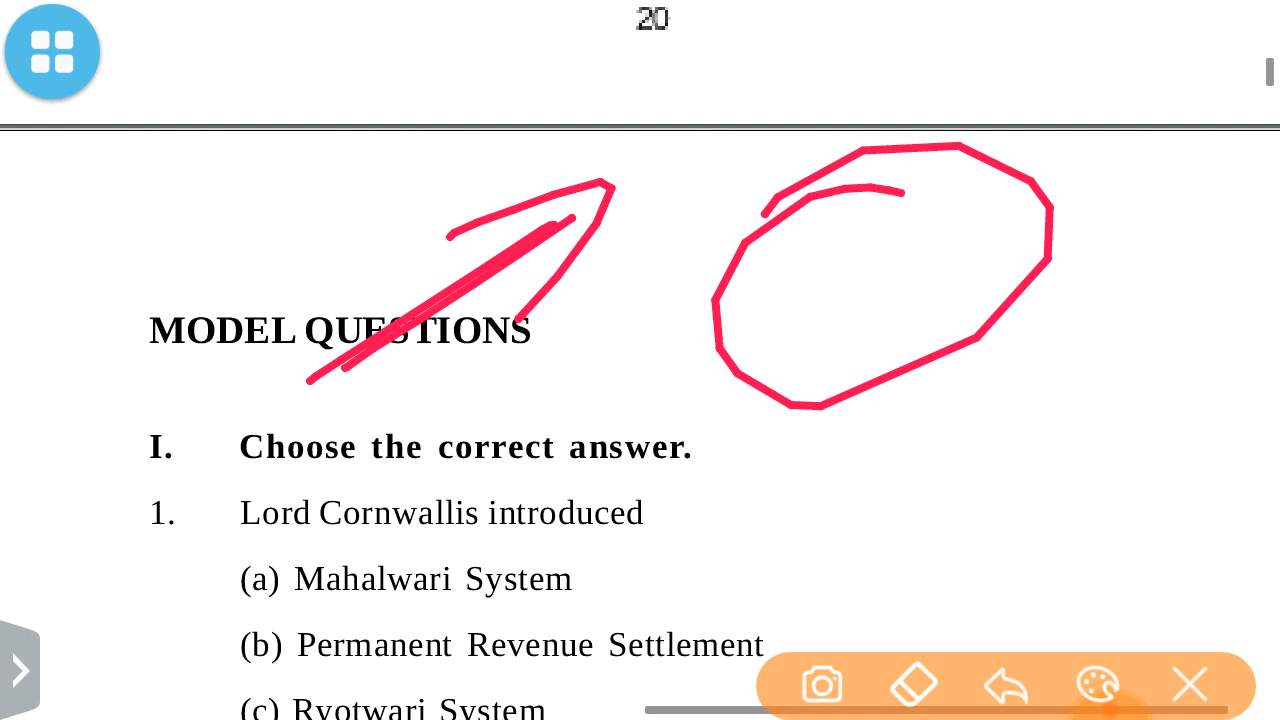 20
MODEL QUESTIONS
I. Choose the correct answer.
1. Lord Cornwallis introduced
(a) Mahalwari System
(b) Permanent Revenue Settlement
(c) Ryotwari System